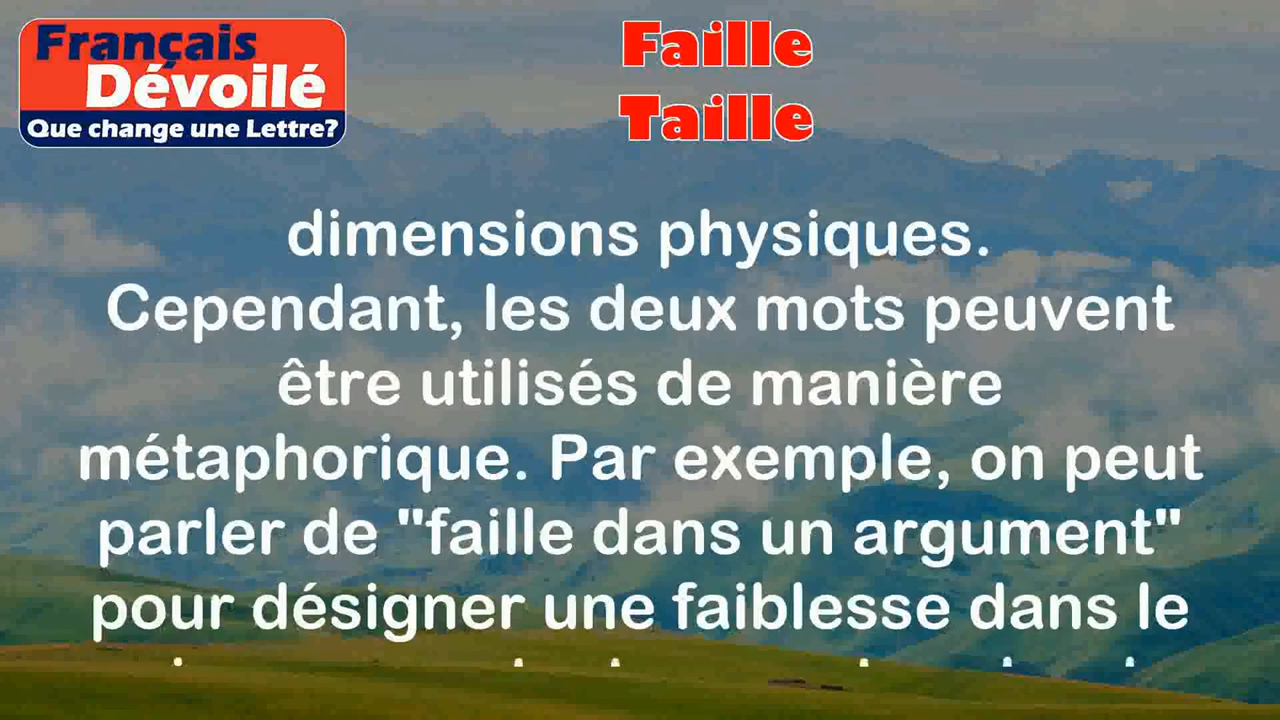 Français
Dévoilé
Que change une Lettre?
Faille
Taille
dimensions physiques.
Cependant, les deux mots peuvent
être utilisés de manière
métaphorique. Par exemple, on peut
parler de "faille dans un argument"
pour désigner une faiblesse dans le